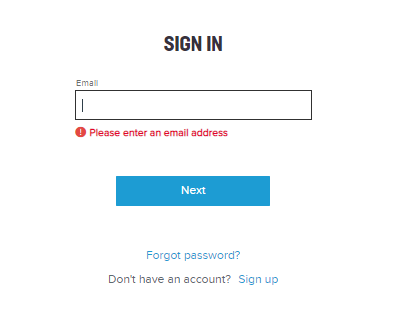 SIGN IN
Email
Please enter an email address
Next
Forgot password?
Don't have an account? Sign up